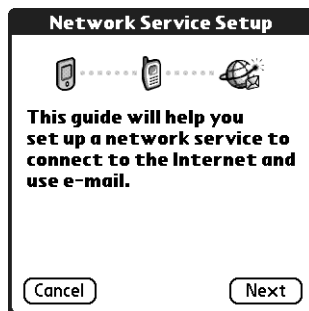 Network Service Setup
This guide will help you
set up a network service to
connect to the Internet and
use e-mail.
Cancel
Next